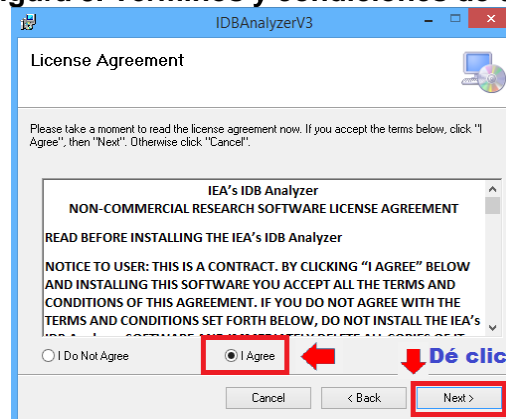 IDBAnalyzerV3
License Agreement
Please take a moment to read the license agreement now. If you accept the terms below, click "I
Agree", then "Next". Otherwise click "Cancel".
IEA's IDB Analyzer
NON-COMMERCIAL RESEARCH SOFTWARE LICENSE AGREEMENT
READ BEFORE INSTALLING THE IEA's IDB Analyzer
NOTICE TO USER: THIS IS A CONTRACT. BY CLICKING “I AGREE” BELOW
AND INSTALLING THIS SOFTWARE YOU ACCEPT ALL THE TERMS AND
CONDITIONS OF THIS AGREEMENT. IF YOU DO NOT AGREE WITH THE
TERMS AND CONDITIONS SET FORTH BELOW, DO NOT INSTALL THE IEA's
I Do Not Agree
I Agree
Dé clic
Cancel
< Back
Next >